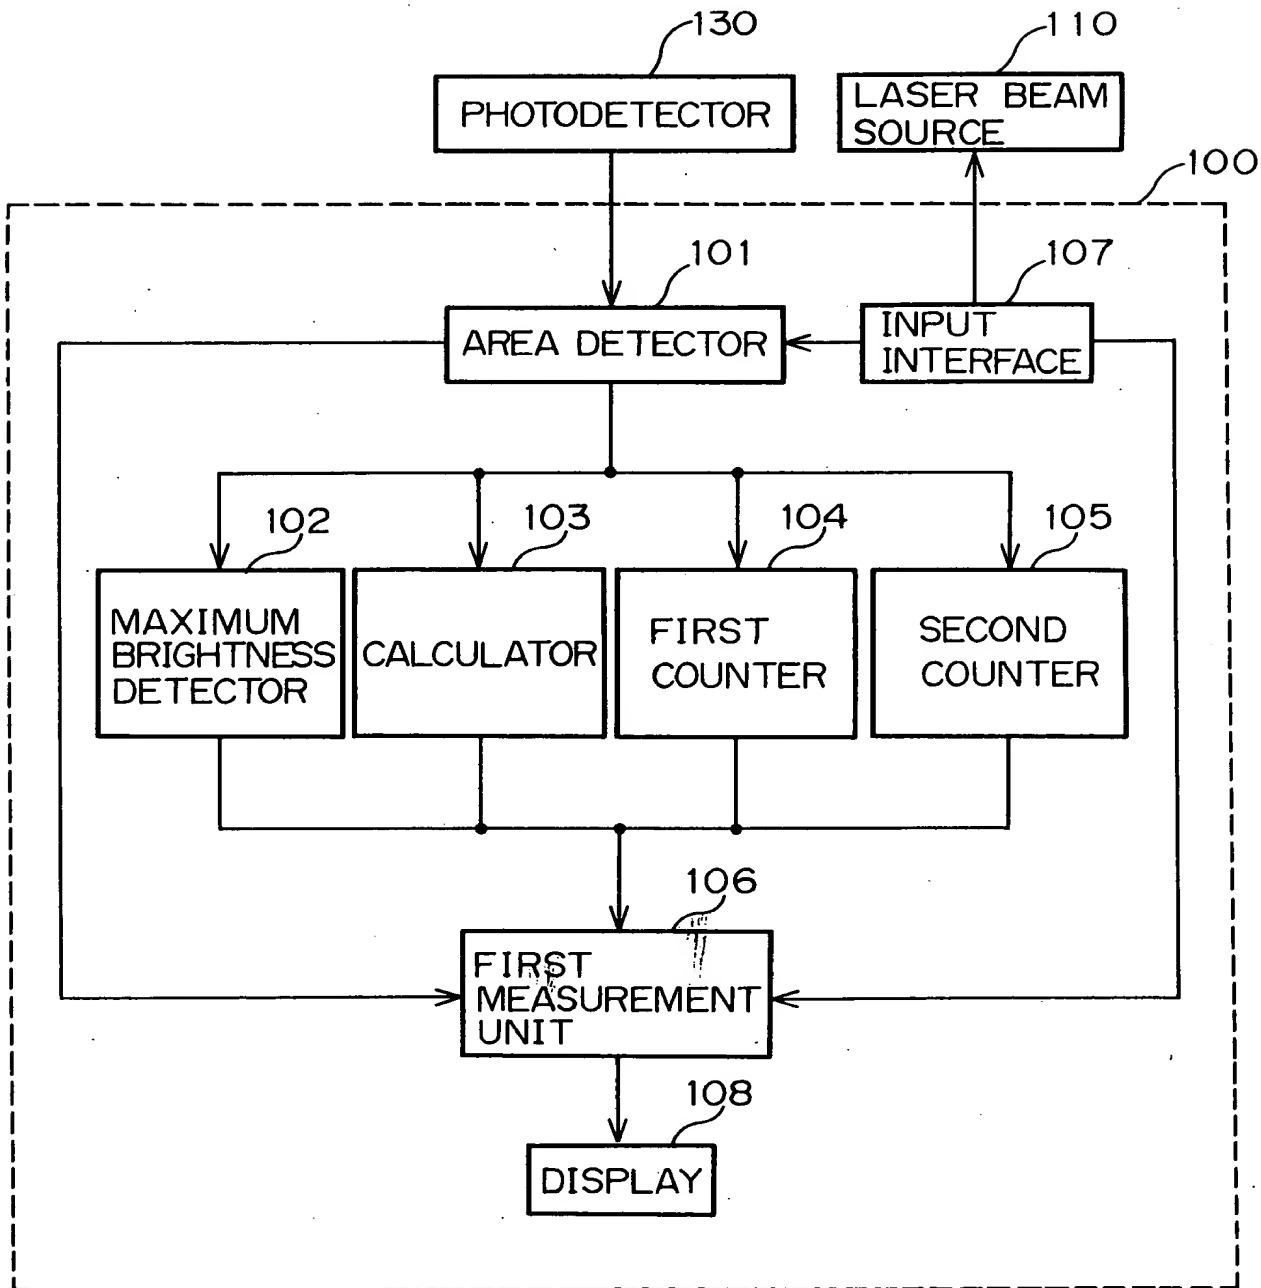 130
110
PHOTODETECTOR
LASER BEAM
SOURCE
100
101
107
AREA DETECTOR
INPUT
INTERFACE
102
103
104
105
MAXIMUM
BRIGHTNESS
DETECTOR
CALCULATOR
FIRST
COUNTER
SECOND
COUNTER
106
FIRST
MEASUREMENT
UNIT
108
DISPLAY